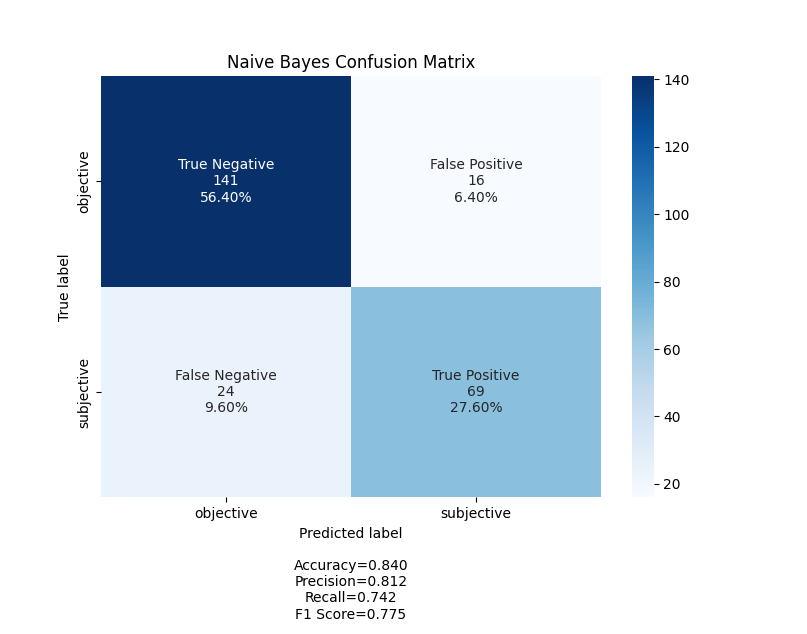 Naive Bayes Confusion Matrix
True Negative
141
56.40%
False Positive
16
6.40%
False Negative
24
9.60%
True Positive
69
27.60%
objective
subjective
True label
objective
subjective
Predicted label
Accuracy=0.840
Precision=0.812
Recall=0.742
F1 Score=0.775
140
120
100
80
60
40
20